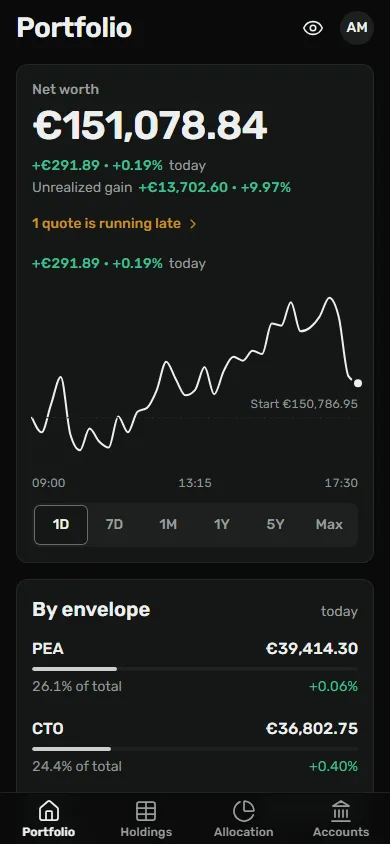 Portfolio
AM
Net worth
€151,078.84
+€291.89 • +0.19% today
Unrealized gain +€13,702.60 • +9.97%
1 quote is running late
+€291.89 • +0.19% today
Start €150,786.95
09:00 13:15 17:30
1D 7D 1M 1Y 5Y Max
By envelope today
PEA €39,414.30
26.1% of total +0.06%
CTO €36,802.75
24.4% of total +0.40%
Portfolio Holdings Allocation Accounts